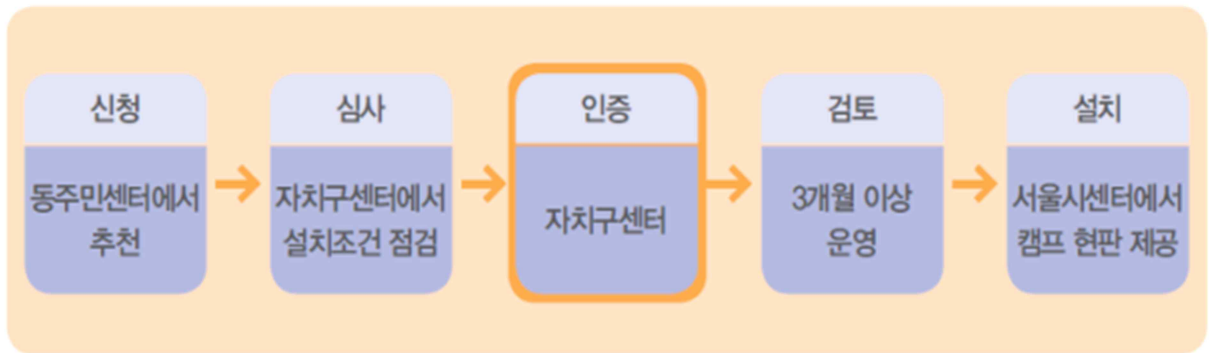 신청
동주민센터에서
추천
심사
자치구센터에서
설치조건 점검
인증
자치구센터
검토
3개월 이상
운영
설치
서울시센터에서
캠프 현판 제공